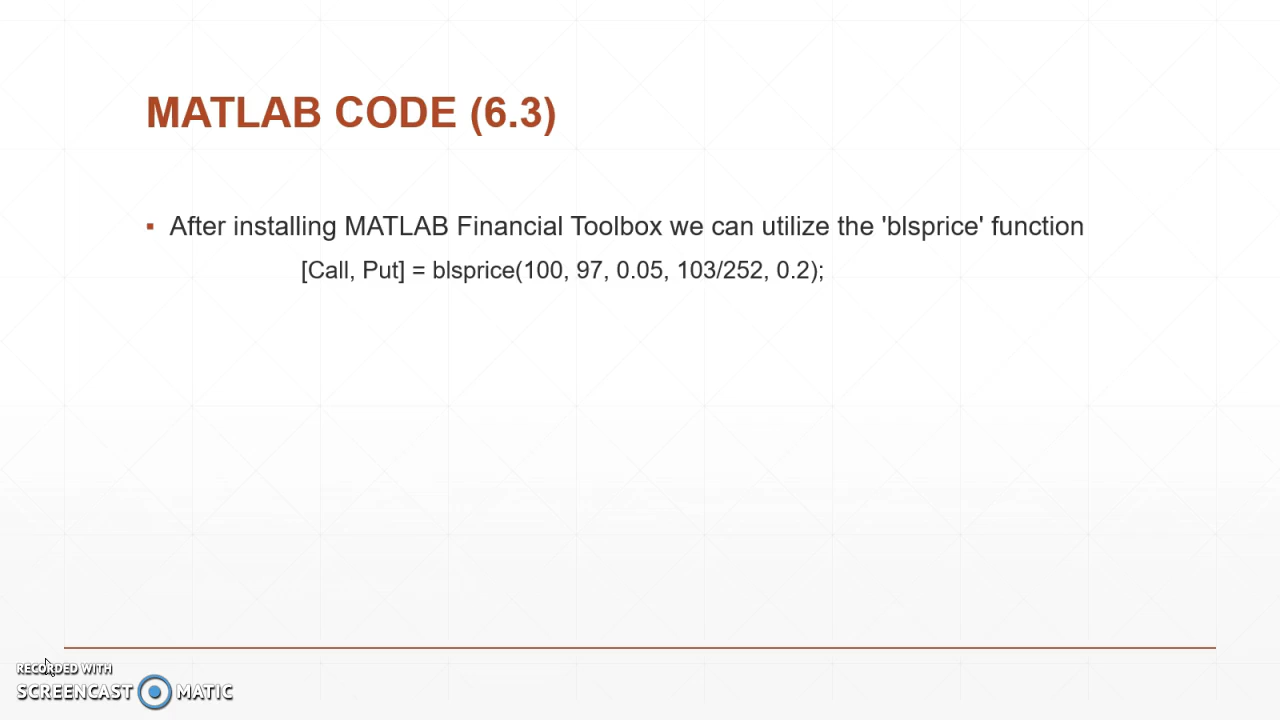 MATLAB CODE (6.3)
▪ After installing MATLAB Financial Toolbox we can utilize the 'blsprice' function
[Call, Put] = blsprice(100, 97, 0.05, 103/252, 0.2);
RECORDED WITH
SCREENCAST MATIC